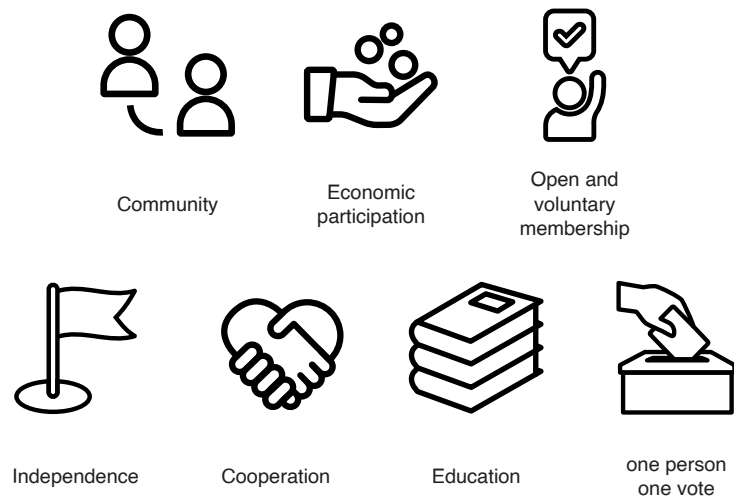 Community
Economic
participation
Open and
voluntary
membership
Independence
Cooperation
Education
one person
one vote